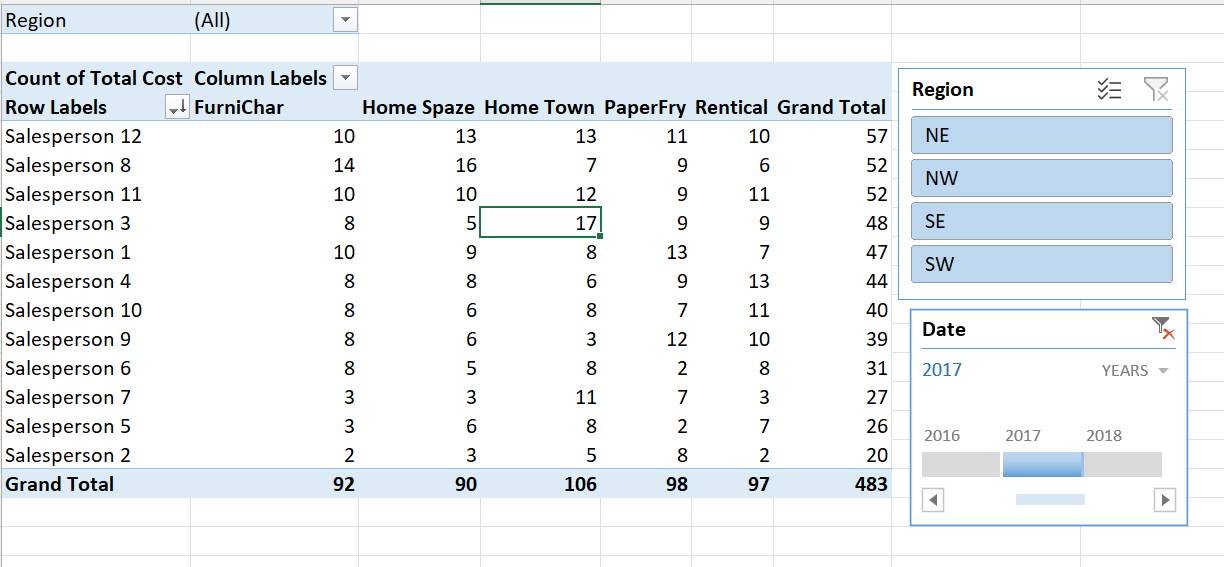 Region (All)
Count of Total Cost Column Labels
Row Labels FurniChar Home Spaze Home Town PaperFry Rentical Grand Total
Salesperson 12 10 13 13 11 10 57
Salesperson 8 14 16 7 9 6 52
Salesperson 11 10 10 12 9 11 52
Salesperson 3 8 5 17 9 9 48
Salesperson 1 10 9 8 13 7 47
Salesperson 4 8 8 6 9 13 44
Salesperson 10 8 6 8 7 11 40
Salesperson 9 8 6 3 12 10 39
Salesperson 6 8 5 8 2 8 31
Salesperson 7 3 3 11 7 3 27
Salesperson 5 3 6 8 2 7 26
Salesperson 2 2 3 5 8 2 20
Grand Total 92 90 106 98 97 483
Region
NE
NW
SE
SW
Date
2017 YEARS
2016 2017 2018